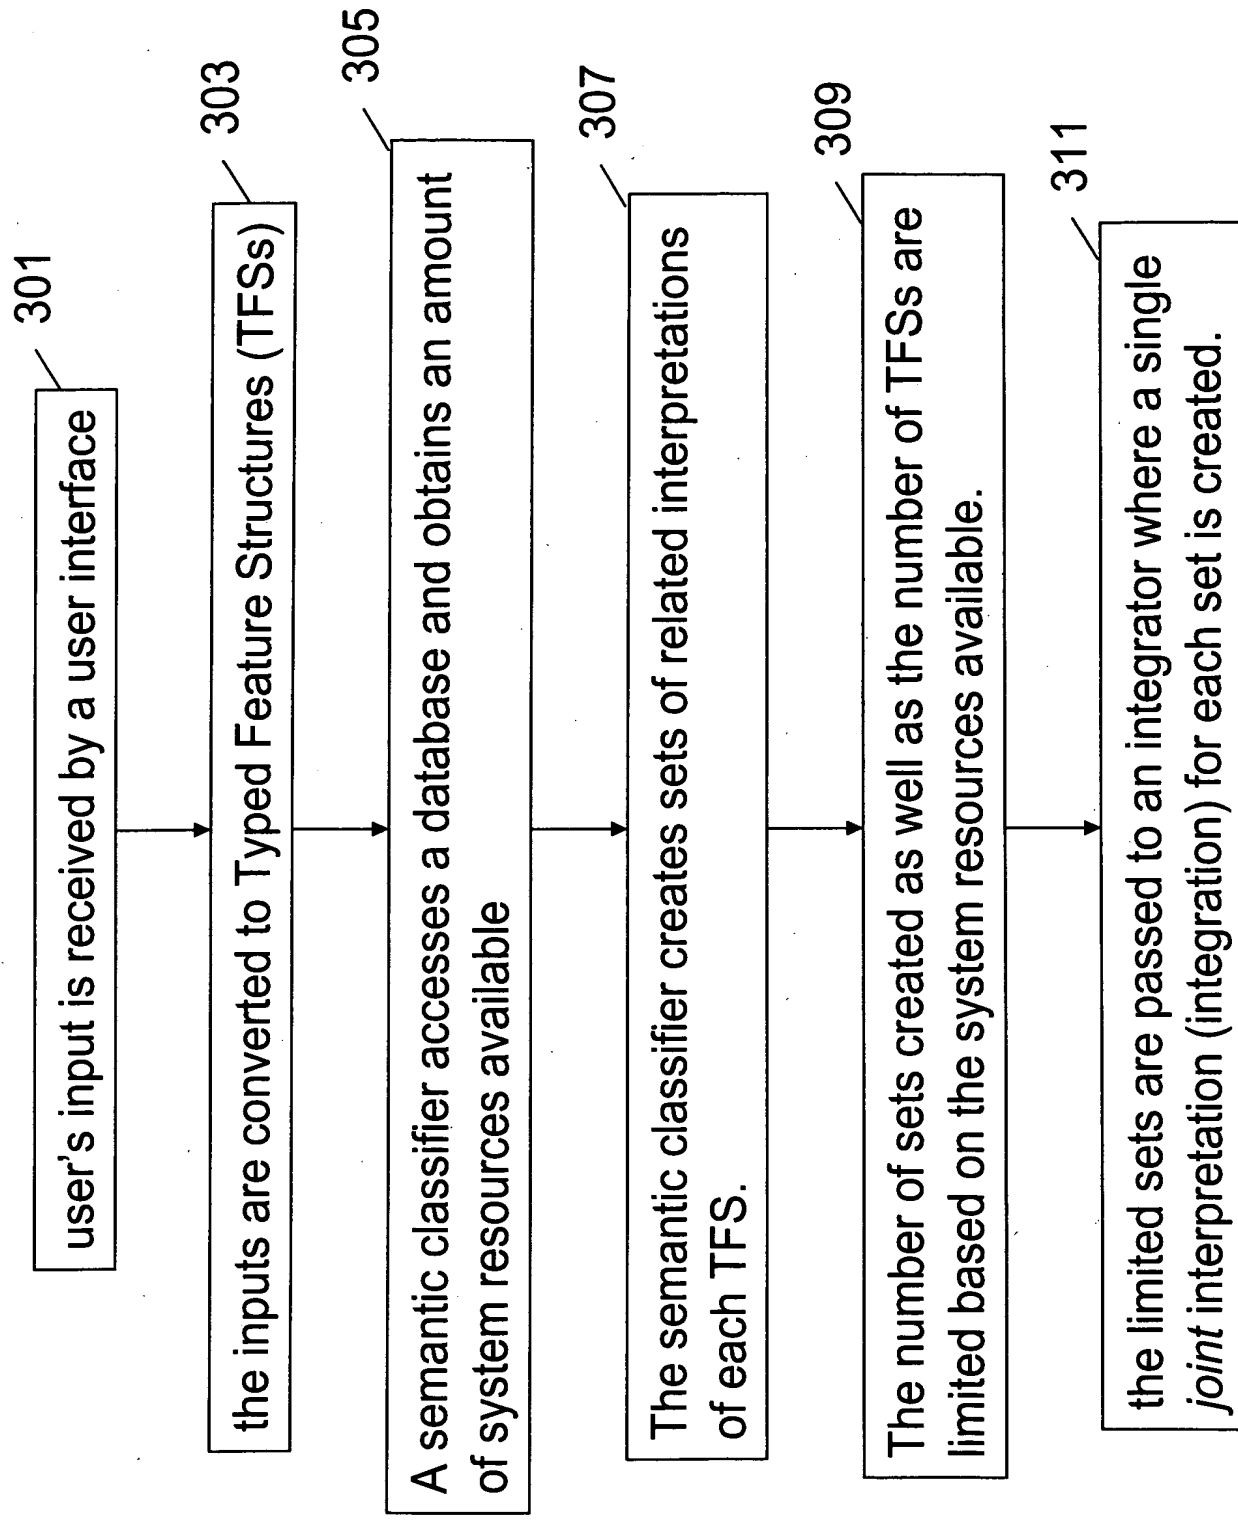 301
user's input is received by a user interface
303
the inputs are converted to Typed Feature Structures (TFSs)
305
A semantic classifier accesses a database and obtains an amount
of system resources available
307
The semantic classifier creates sets of related interpretations
of each TFS.
309
The number of sets created as well as the number of TFSs are
limited based on the system resources available.
311
the limited sets are passed to an integrator where a single
joint interpretation (integration) for each set is created.